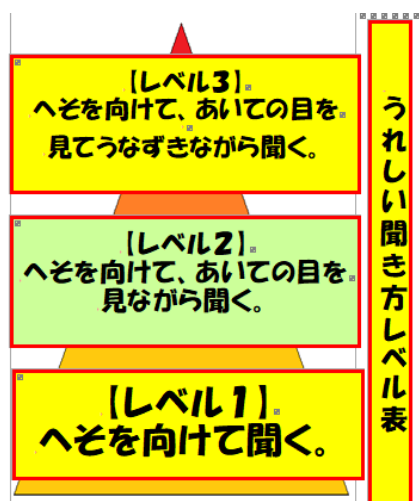 うれしい聞き方レベル表
【レベル3】
へそを向けて、あいての目を
見てうなずきながら聞く。
【レベル2】
へそを向けて、あいての目を
見ながら聞く。
【レベル1】
へそを向けて聞く。